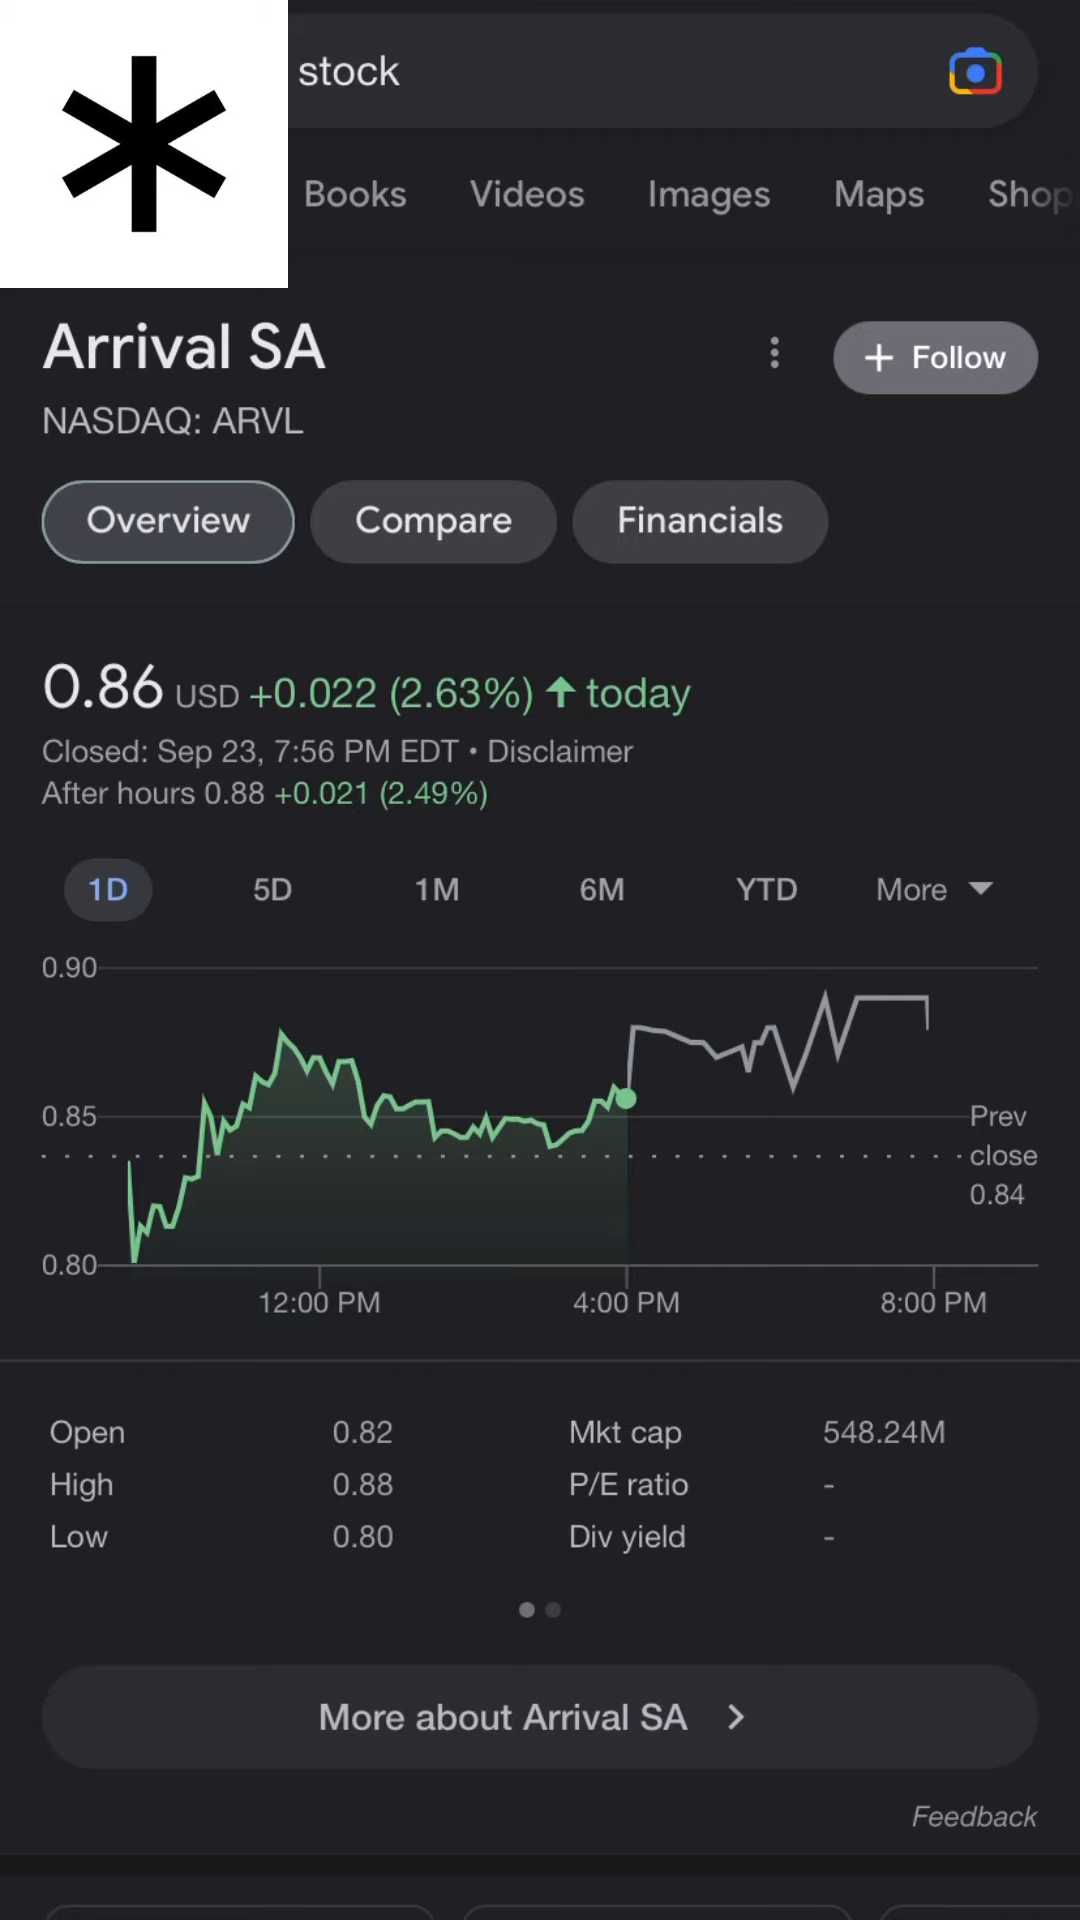 stock
Books Videos Images Maps Shop
Arrival SA
+ Follow
NASDAQ: ARVL
Overview Compare Financials
0.86 USD +0.022 (2.63%) ↑ today
Closed: Sep 23, 7:56 PM EDT • Disclaimer
After hours 0.88 +0.021 (2.49%)
1D 5D 1M 6M YTD More
0.90
0.85
Prev
close
0.84
0.80
12:00 PM 4:00 PM 8:00 PM
Open 0.82 Mkt cap 548.24M
High 0.88 P/E ratio -
Low 0.80 Div yield -
More about Arrival SA >
Feedback